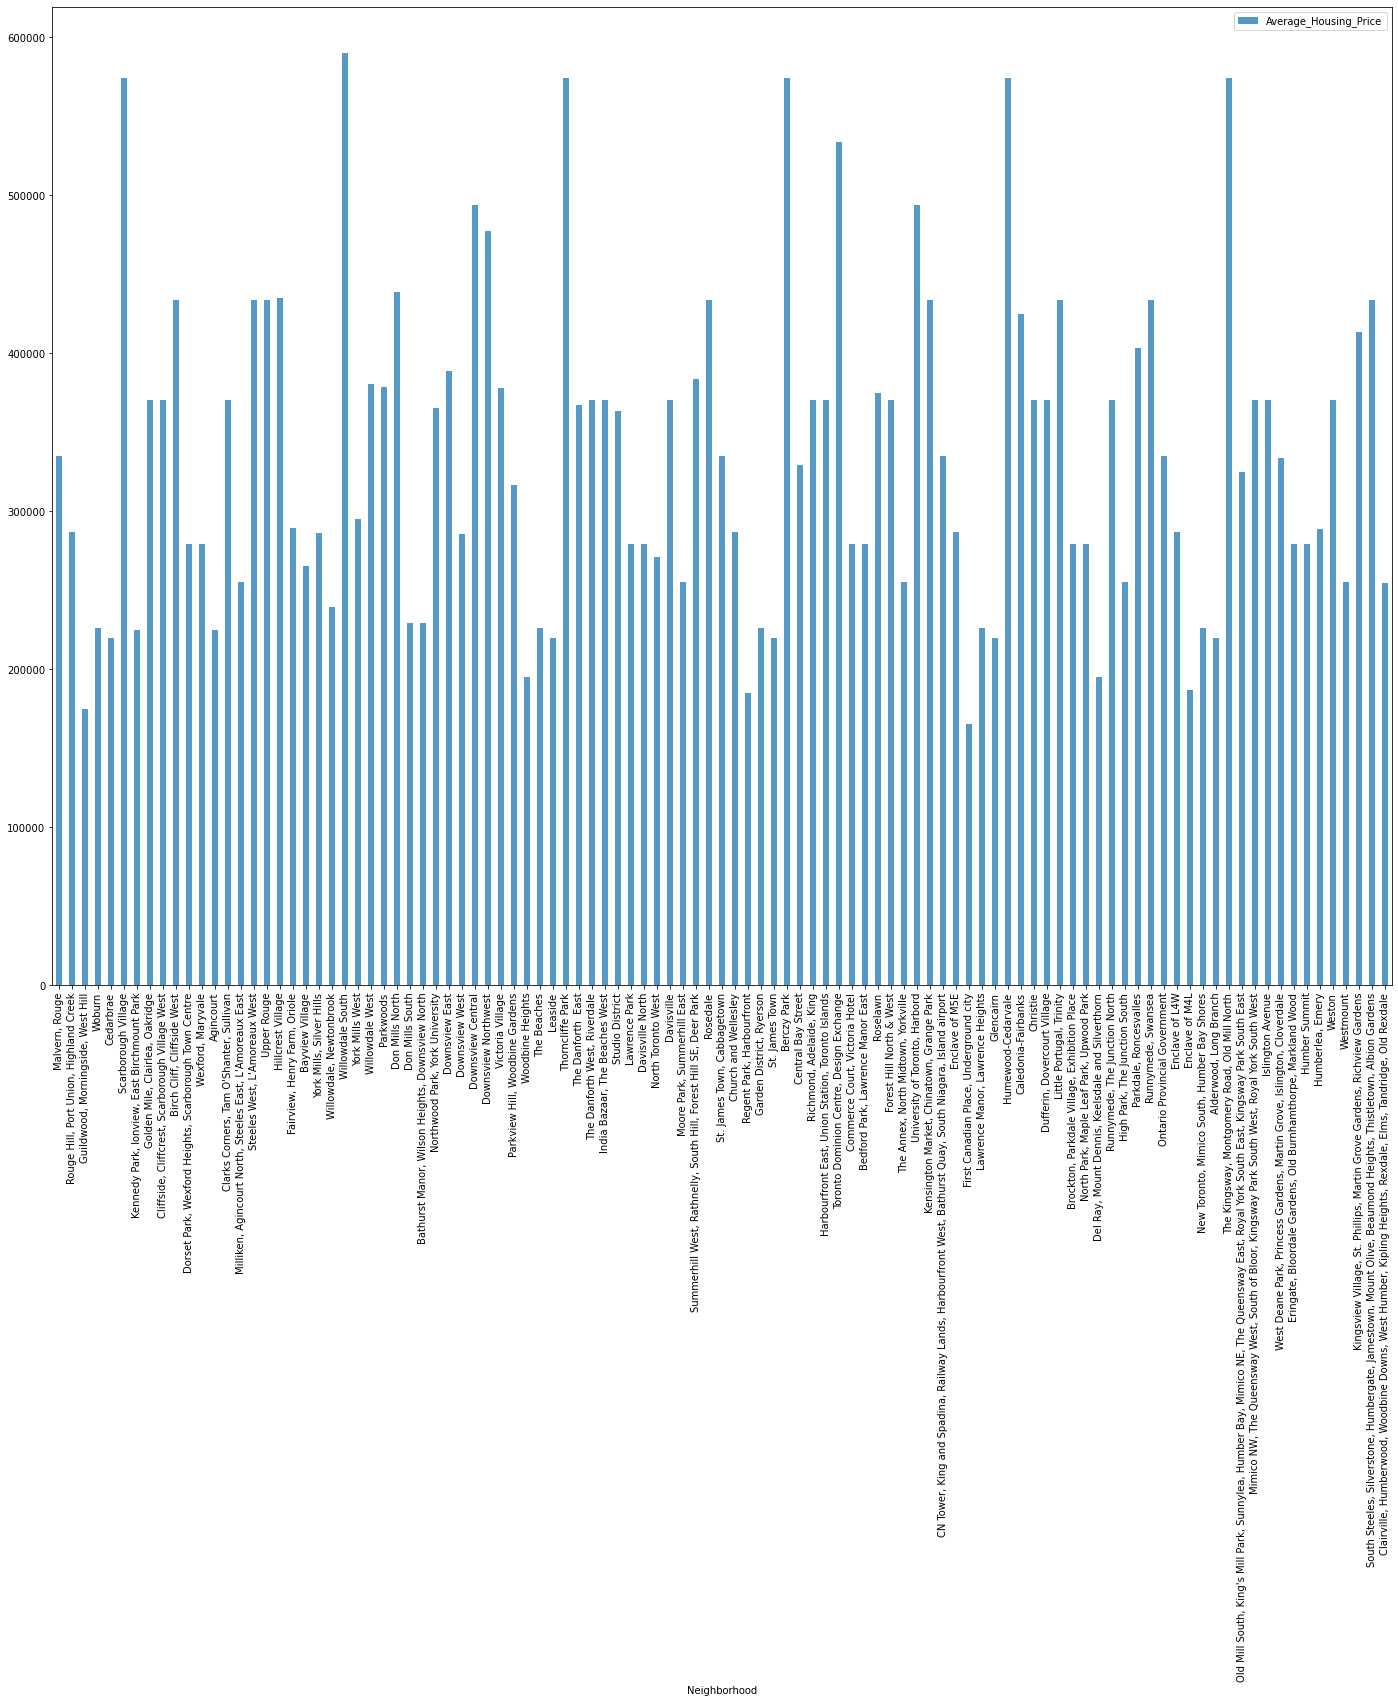 Average_Housing_Price
600000
500000
400000
300000
200000
100000
0
Malvern, Rouge
Rouge Hill, Port Union, Highland Creek
Guildwood, Morningside, West Hill
Woburn
Cedarbrae
Scarborough Village
Kennedy Park, Ionview, East Birchmount Park
Golden Mile, Clairlea, Oakridge
Cliffside, Cliffcrest, Scarborough Village West
Birch Cliff, Cliffside West
Dorset Park, Wexford Heights, Scarborough Town Centre
Wexford, Maryvale
Agincourt
Clarks Corners, Tam O'Shanter, Sullivan
Milliken, Agincourt North, Steeles East, L'Amoreaux East
Steeles West, L'Amoreaux West
Upper Rouge
Hillcrest Village
Fairview, Henry Farm, Oriole
Bayview Village
York Mills, Silver Hills
Willowdale, Newtonbrook
Willowdale South
York Mills West
Willowdale West
Parkwoods
Don Mills North
Don Mills South
Bathurst Manor, Wilson Heights, Downsview North
Northwood Park, York University
Downsview East
Downsview West
Downsview Central
Downsview Northwest
Victoria Village
Parkview Hill, Woodbine Gardens
Woodbine Heights
The Beaches
Leaside
Thorncliffe Park
The Danforth  East
The Danforth West, Riverdale
India Bazaar, The Beaches West
Studio District
Lawrence Park
Davisville North
North Toronto West
Davisville
Moore Park, Summerhill East
Summerhill West, Rathnelly, South Hill, Forest Hill SE, Deer Park
Rosedale
St. James Town, Cabbagetown
Church and Wellesley
Regent Park, Harbourfront
Garden District, Ryerson
St. James Town
Berczy Park
Central Bay Street
Richmond, Adelaide, King
Harbourfront East, Union Station, Toronto Islands
Toronto Dominion Centre, Design Exchange
Commerce Court, Victoria Hotel
Bedford Park, Lawrence Manor East
Roselawn
Forest Hill North & West
The Annex, North Midtown, Yorkville
University of Toronto, Harbord
Kensington Market, Chinatown, Grange Park
CN Tower, King and Spadina, Railway Lands, Harbourfront West, Bathurst Quay, South Niagara, Island airport
Enclave of M5E
First Canadian Place, Underground city
Lawrence Manor, Lawrence Heights
Glencairn
Humewood-Cedarvale
Caledonia-Fairbanks
Christie
Dufferin, Dovercourt Village
Little Portugal, Trinity
Brockton, Parkdale Village, Exhibition Place
North Park, Maple Leaf Park, Upwood Park
Del Ray, Mount Dennis, Keelsdale and Silverthorn
Runnymede, The Junction North
High Park, The Junction South
Parkdale, Roncesvalles
Runnymede, Swansea
Ontario Provincial Government
Enclave of L4W
Enclave of M4L
New Toronto, Mimico South, Humber Bay Shores
Alderwood, Long Branch
The Kingsway, Montgomery Road, Old Mill North
Old Mill South, King's Mill Park, Sunnylea, Humber Bay, Mimico NE, The Queensway East, Royal York South East, Kingsway Park South East
Mimico NW, The Queensway West, South of Bloor, Kingsway Park South West, Royal York South West
Islington Avenue
West Deane Park, Princess Gardens, Martin Grove, Islington, Cloverdale
Eringate, Bloordale Gardens, Old Burnhamthorpe, Markland Wood
Humber Summit
Humberlea, Emery
Weston
Westmount
Kingsview Village, St. Phillips, Martin Grove Gardens, Richview Gardens
South Steeles, Silverstone, Humbergate, Jamestown, Mount Olive, Beaumond Heights, Thistletown, Albion Gardens
Clairville, Humberwood, Woodbine Downs, West Humber, Kipling Heights, Rexdale, Elms, Tandridge, Old Rexdale
Neighborhood